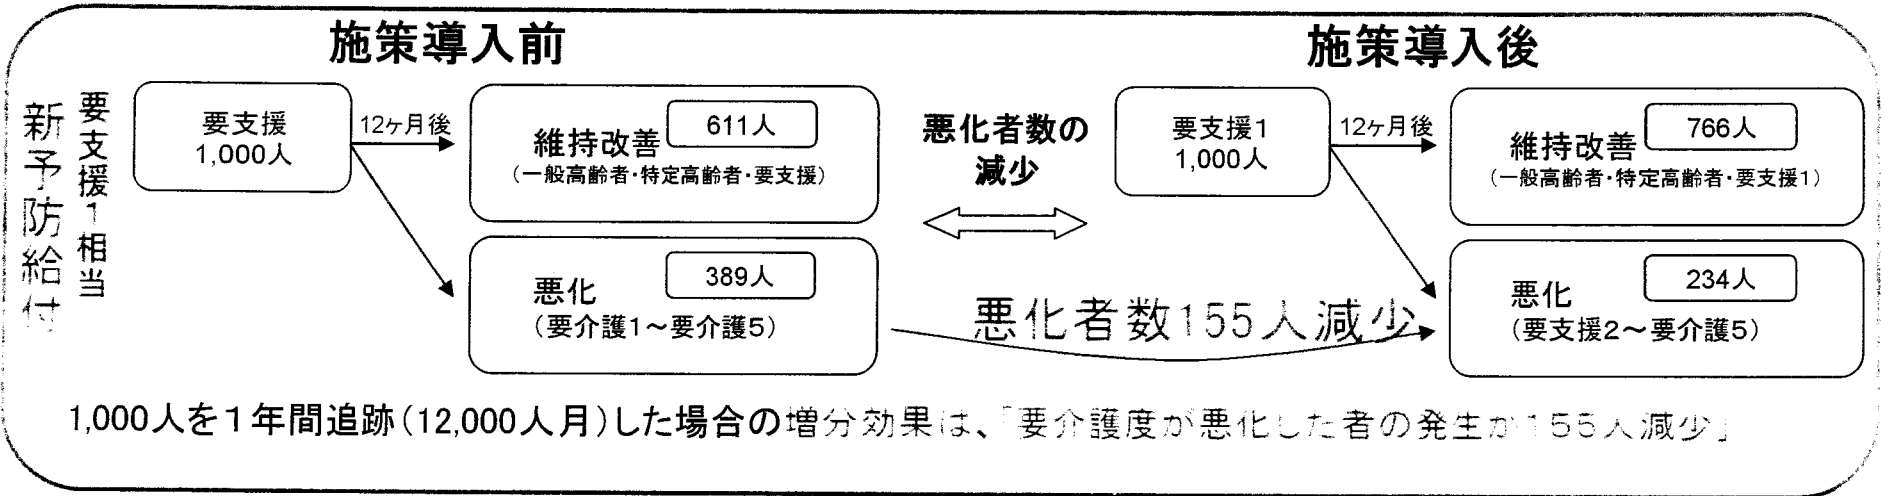 施策導入前
施策導入後
新予防給付
要支援1相当
要支援
1,000人
12ヶ月後
維持改善
611人
(一般高齢者・特定高齢者・要支援)
悪化
389人
(要介護1～要介護5)
悪化者数の
減少
悪化者数155人減少
要支援1
1,000人
12ヶ月後
維持改善
766人
(一般高齢者・特定高齢者・要支援1)
悪化
234人
(要支援2～要介護5)
1,000人を1年間追跡(12,000人月)した場合の増分効果は、「要介護度が悪化した者の発生が155人減少」